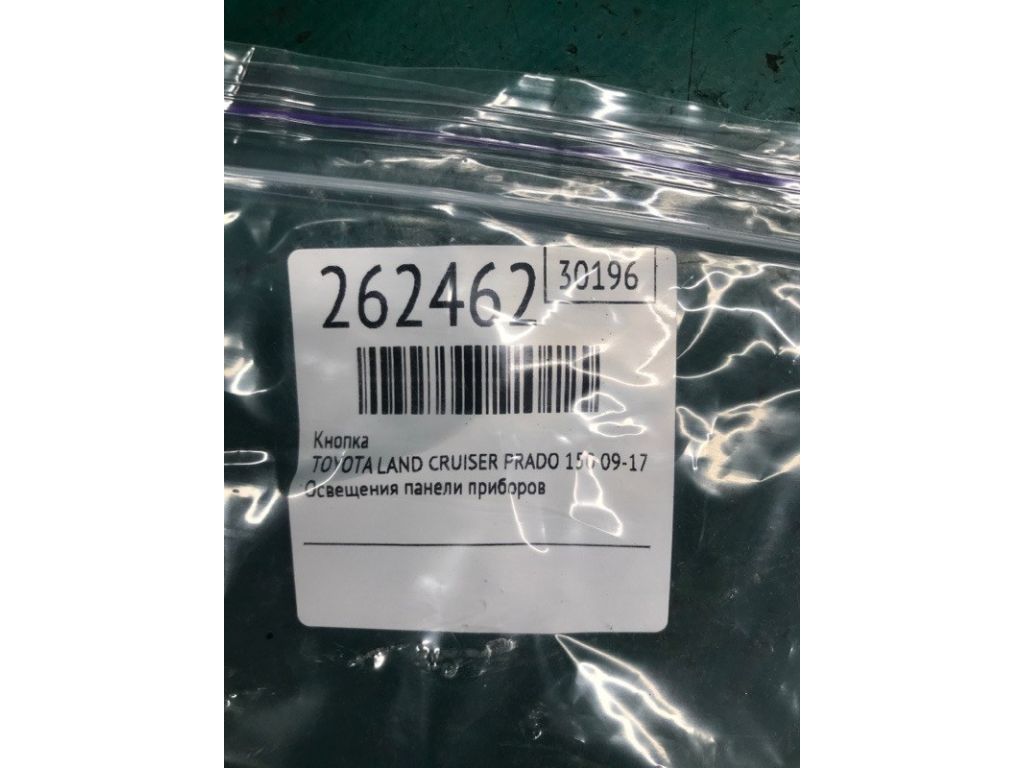 262462
30196
Кнопка
TOYOTA LAND CRUISER PRADO 150 09-17
Освещения панели приборов